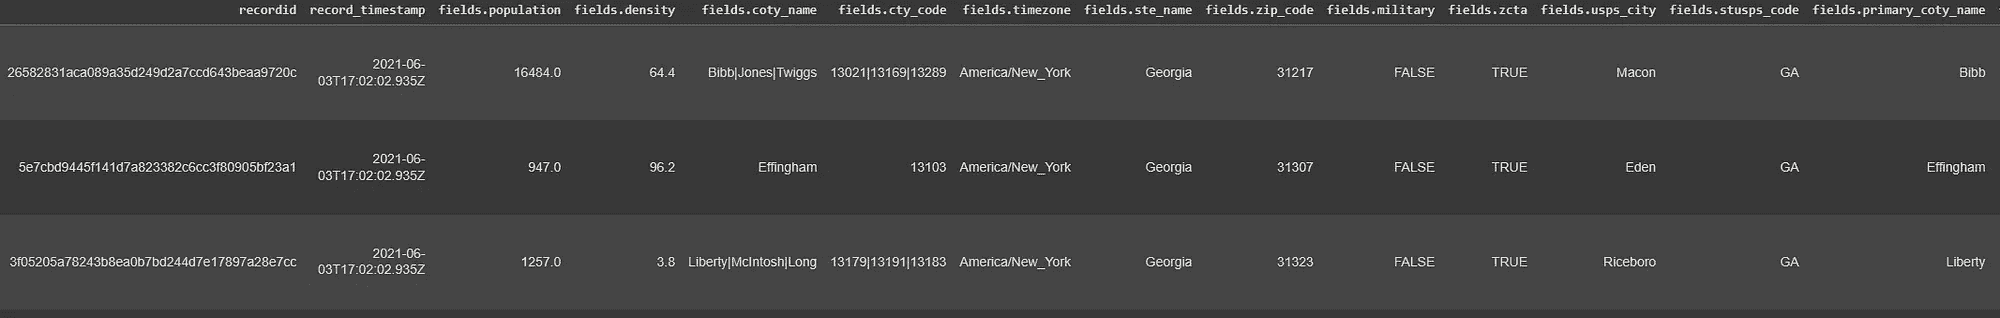 recordid record_timestamp fields.population fields.density fields.coty_name fields.cty_code fields.timezone fields.ste_name fields.zip_code fields.military fields.zcta fields.usps_city fields.stusps_code fields.primary_coty_name
26582831aca089a35d249d2a7ccd643beaa9720c 2021-06-03T17:02:02.935Z 16484.0 64.4 Bibb|Jones|Twiggs 13021|13169|13289 America/New_York Georgia 31217 FALSE TRUE Macon GA Bibb
5e7cbd9445f141d7a823382c6cc3f80905bf23a1 2021-06-03T17:02:02.935Z 947.0 96.2 Effingham 13103 America/New_York Georgia 31307 FALSE TRUE Eden GA Effingham
3f05205a78243b8ea0b7bd244d7e17897a28e7cc 2021-06-03T17:02:02.935Z 1257.0 3.8 Liberty|McIntosh|Long 13179|13191|13183 America/New_York Georgia 31323 FALSE TRUE Riceboro GA Liberty